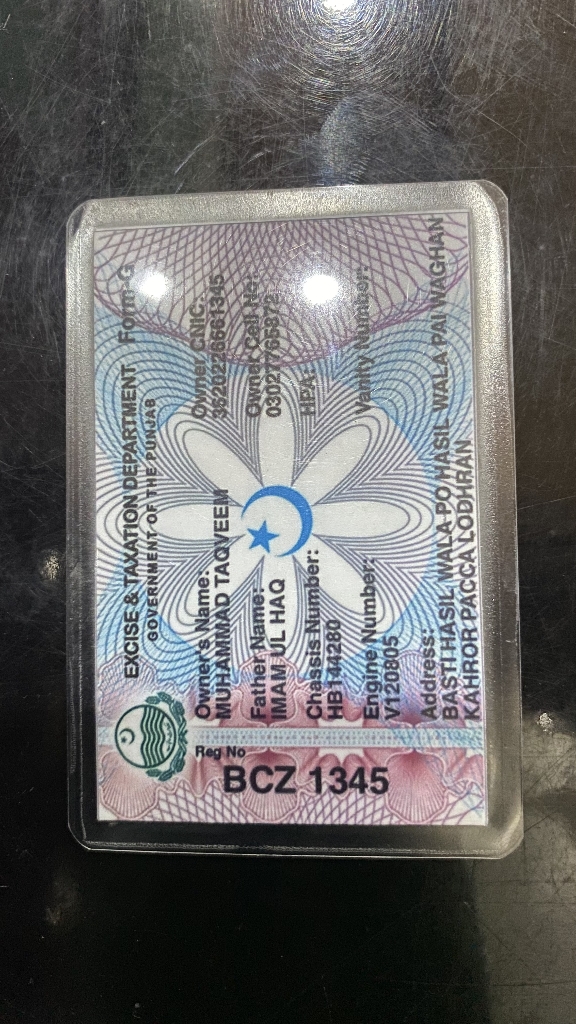 EXCISE & TAXATION DEPARTMENT Form-G
GOVERNMENT OF THE PUNJAB
Owner's Name:
MUHAMMAD TAQVEEM
Owner CNIC:
3620226661345
Father Name:
IMAM UL HAQ
Owner Cell No:
Chassis Number:
HB144280
HPA:
Engine Number:
V120805
Vanity Number:
Address:
BASTI HASIL WALA PO HASIL WALA PAI WAGHAN
KAHROR PACCA LODHRAN
Reg No
BCZ 1345